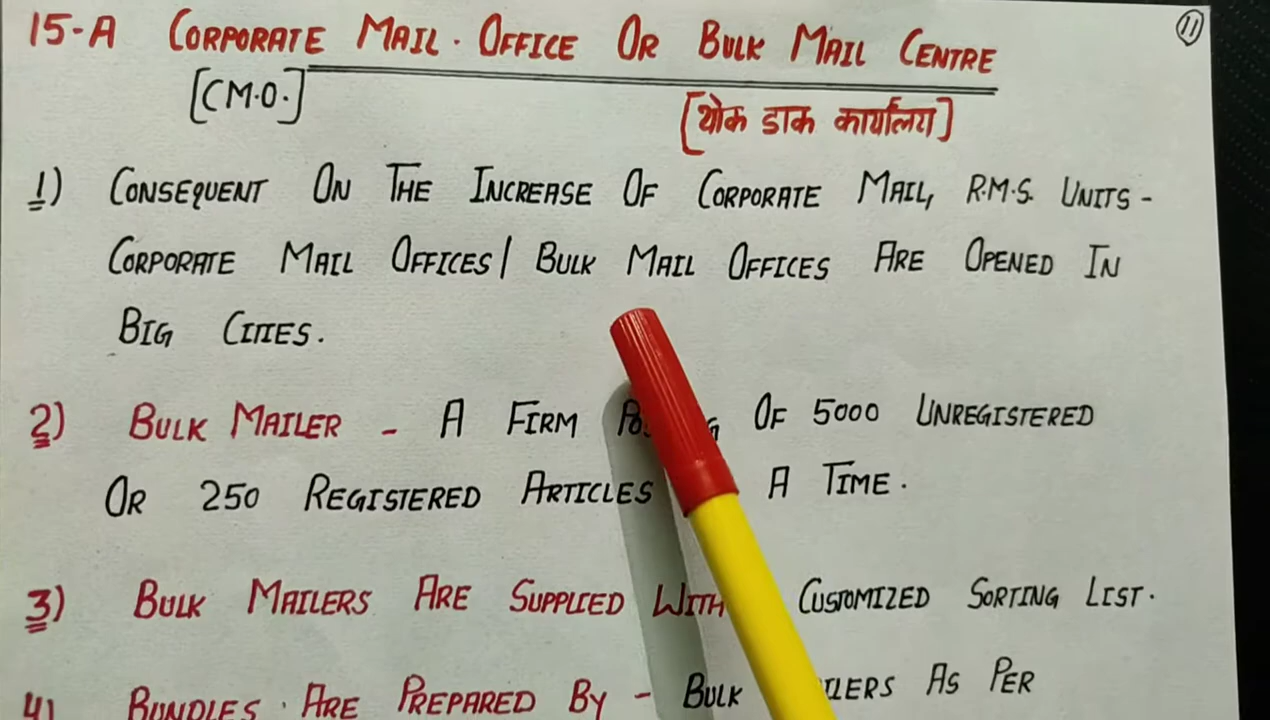 11
15-A CORPORATE MAIL. OFFICE OR BULK MAIL CENTRE
[C.M.O.] [थोक डाक कार्यालय]
1) CONSEQUENT ON THE INCREASE OF CORPORATE MAIL, R.M.S. UNITS -
CORPORATE MAIL OFFICES/ BULK MAIL OFFICES ARE OPENED IN
BIG CITIES.
2) BULK MAILER - A FIRM OF 5000 UNREGISTERED
OR 250 REGISTERED ARTICLES A TIME.
3) BULK MAILERS ARE SUPPLIED WITH CUSTOMIZED SORTING LIST.
4) BUNDLES ARE PREPARED BY - BULK AS PER